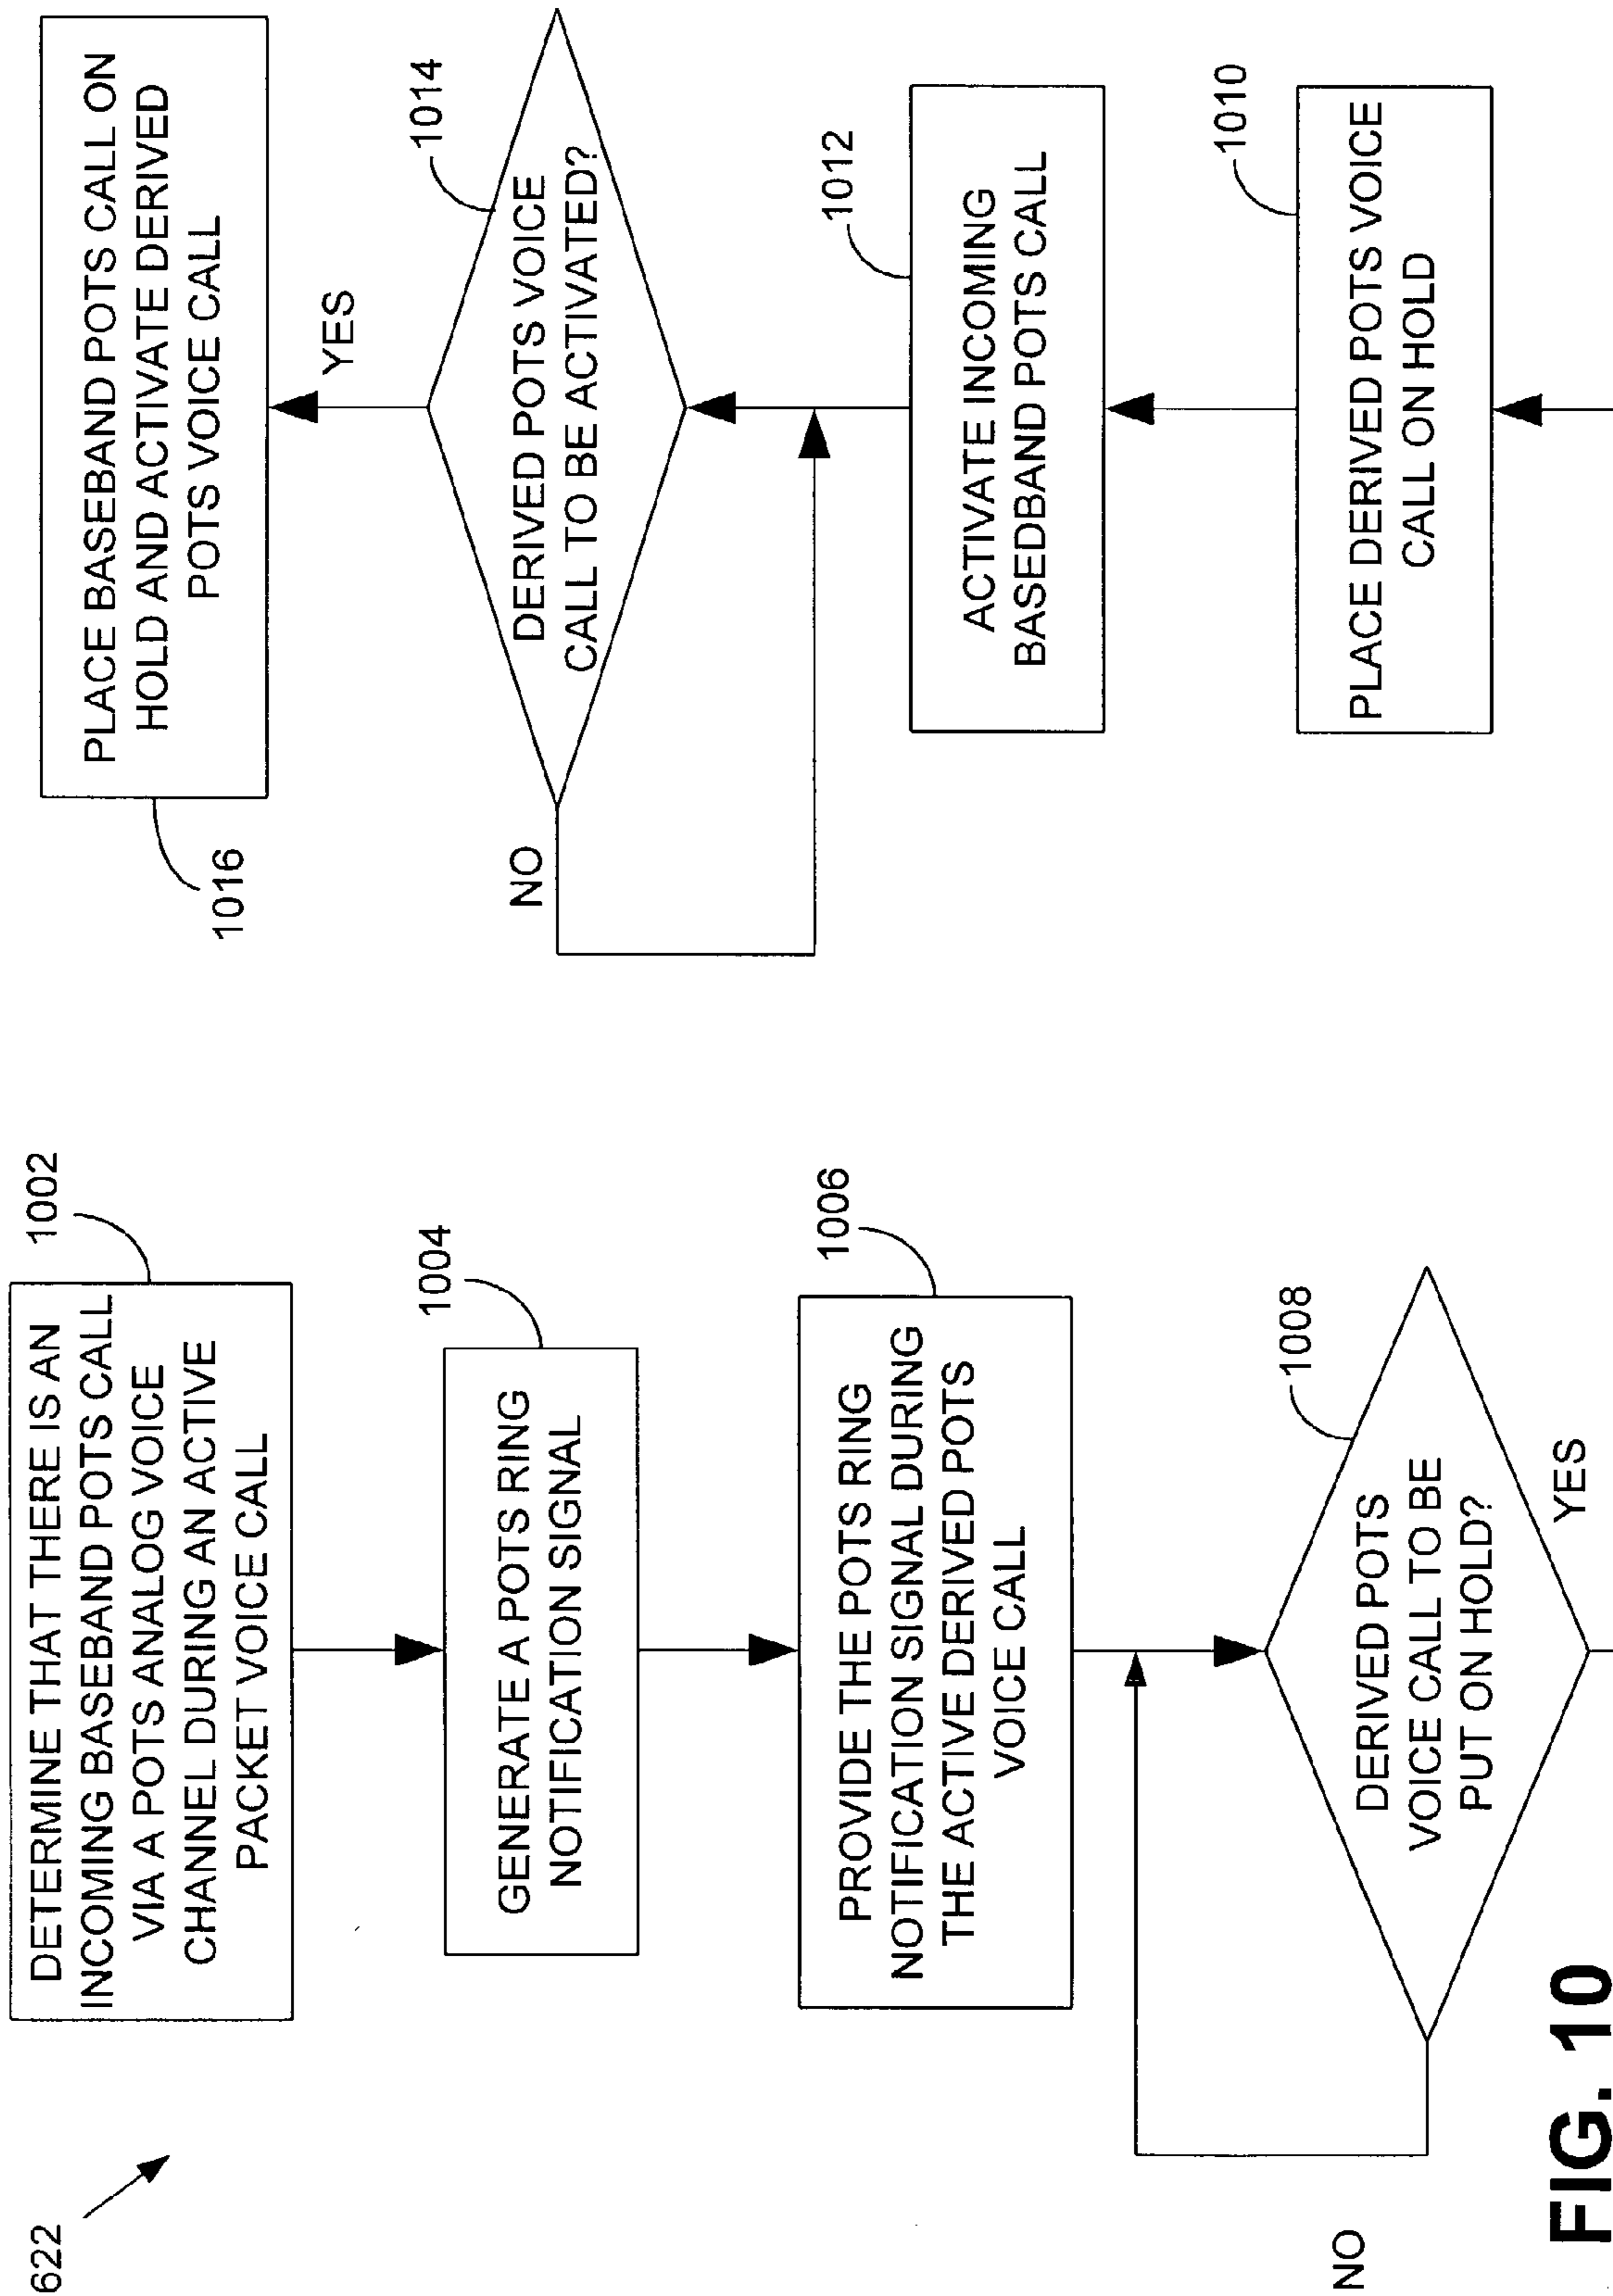 622
DETERMINE THAT THERE IS AN
INCOMING BASEBAND POTS CALL
VIA A POTS ANALOG VOICE
CHANNEL DURING AN ACTIVE
PACKET VOICE CALL
1002
GENERATE A POTS RING
NOTIFICATION SIGNAL
1004
PROVIDE THE POTS RING
NOTIFICATION SIGNAL DURING
THE ACTIVE DERIVED POTS
VOICE CALL
1006
DERIVED POTS
VOICE CALL TO BE
PUT ON HOLD?
1008
NO
YES
PLACE DERIVED POTS VOICE
CALL ON HOLD
1010
ACTIVATE INCOMING
BASEDBAND POTS CALL
1012
DERIVED POTS VOICE
CALL TO BE ACTIVATED?
1014
NO
YES
PLACE BASEBAND POTS CALL ON
HOLD AND ACTIVATE DERIVED
POTS VOICE CALL
1016
FIG. 10